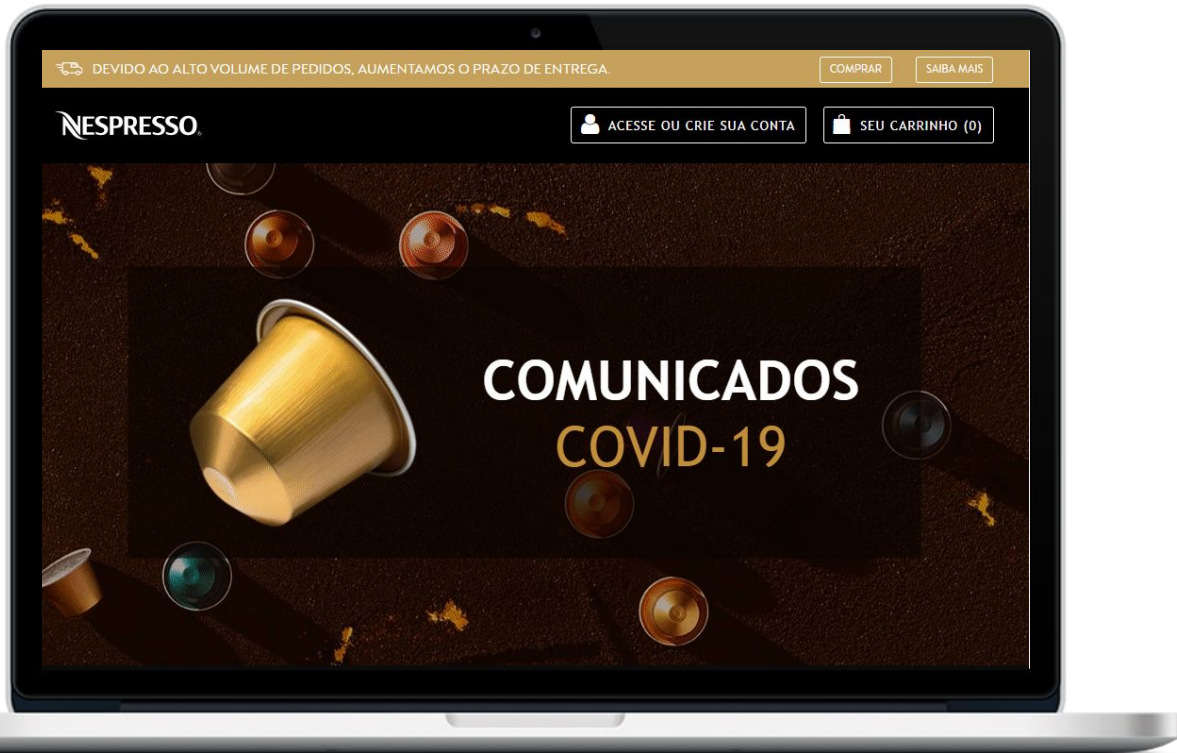 DEVIDO AO ALTO VOLUME DE PEDIDOS, AUMENTAMOS O PRAZO DE ENTREGA.
COMPRAR
SAIBA MAIS
NESPRESSO
ACESSE OU CRIE SUA CONTA
SEU CARRINHO (0)
COMUNICADOS
COVID-19